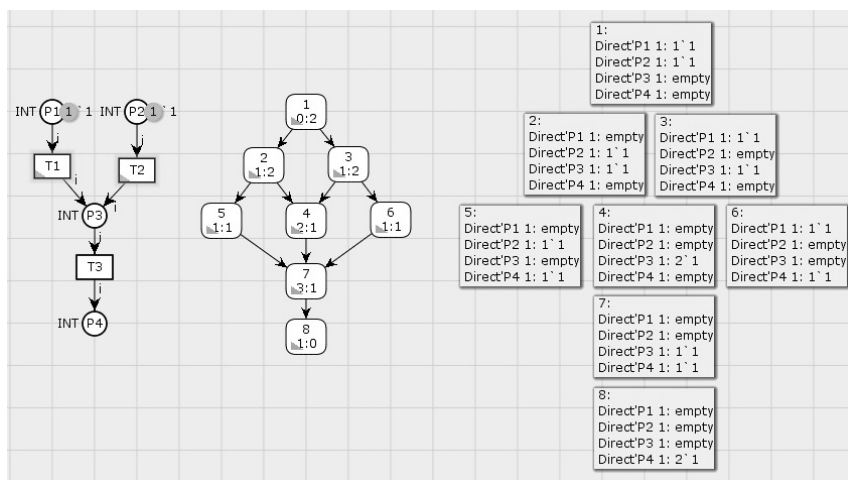 INT P1 1`1
INT P2 1`1
i
i
T1
T2
i
i
INT P3
i
T3
i
INT P4
1
0:2
2
1:2
3
1:2
5
1:1
4
2:1
6
1:1
7
3:1
8
1:0
1:
Direct'P1 1: 1`1
Direct'P2 1: 1`1
Direct'P3 1: empty
Direct'P4 1: empty
2:
Direct'P1 1: empty
Direct'P2 1: 1`1
Direct'P3 1: 1`1
Direct'P4 1: empty
3:
Direct'P1 1: 1`1
Direct'P2 1: empty
Direct'P3 1: 1`1
Direct'P4 1: empty
5:
Direct'P1 1: empty
Direct'P2 1: 1`1
Direct'P3 1: empty
Direct'P4 1: 1`1
4:
Direct'P1 1: empty
Direct'P2 1: empty
Direct'P3 1: 2`1
Direct'P4 1: empty
6:
Direct'P1 1: 1`1
Direct'P2 1: empty
Direct'P3 1: empty
Direct'P4 1: 1`1
7:
Direct'P1 1: empty
Direct'P2 1: empty
Direct'P3 1: 1`1
Direct'P4 1: 1`1
8:
Direct'P1 1: empty
Direct'P2 1: empty
Direct'P3 1: empty
Direct'P4 1: 2`1